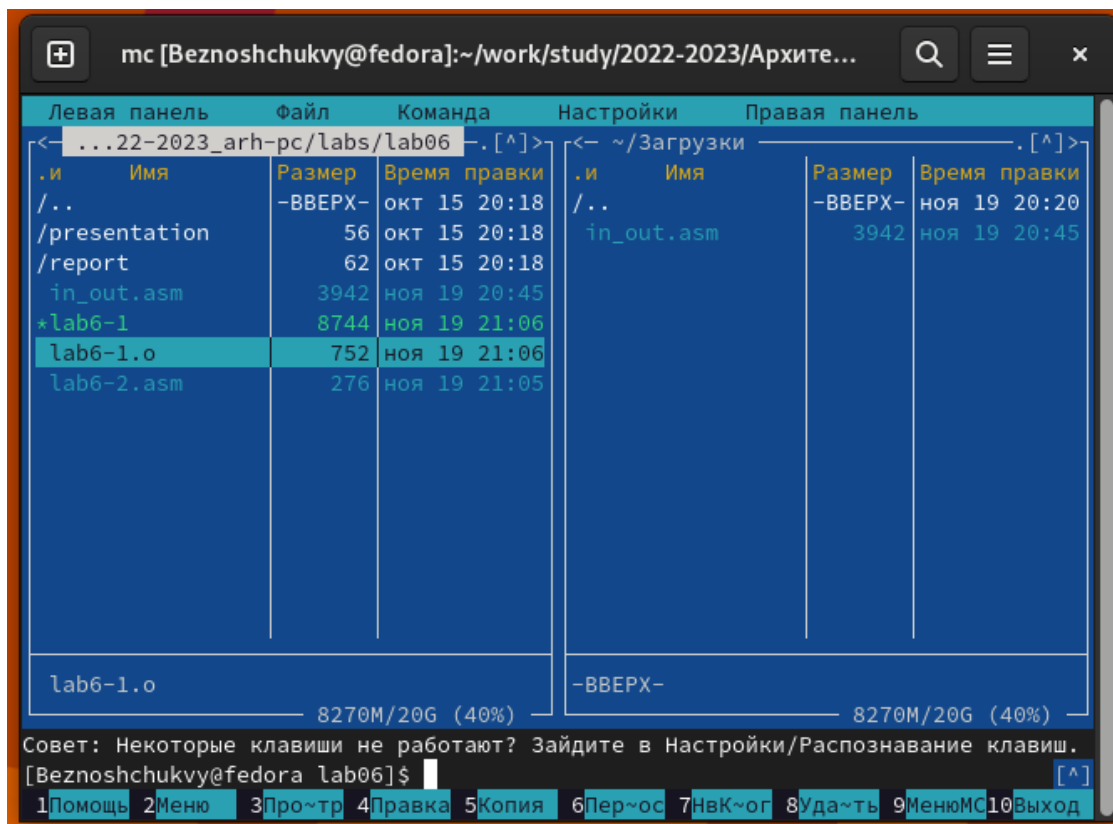 mc [Beznoshchukvy@fedora]:~/work/study/2022-2023/Архите...
Левая панель Файл Команда Настройки Правая панель
<— ...22-2023_arh-pc/labs/lab06 —.[^]> <— ~/Загрузки —.[^]>
.и Имя Размер Время правки .и Имя Размер Время правки
/.. -ВВЕРХ- окт 15 20:18 /.. -ВВЕРХ- ноя 19 20:20
/presentation 56 окт 15 20:18 in_out.asm 3942 ноя 19 20:45
/report 62 окт 15 20:18
in_out.asm 3942 ноя 19 20:45
*lab6-1 8744 ноя 19 21:06
lab6-1.o 752 ноя 19 21:06
lab6-2.asm 276 ноя 19 21:05
lab6-1.o -ВВЕРХ-
8270M/20G (40%) 8270M/20G (40%)
Совет: Некоторые клавиши не работают? Зайдите в Настройки/Распознавание клавиш.
[Beznoshchukvy@fedora lab06]$ [^]
1Помощь 2Меню 3Про~тр 4Правка 5Копия 6Пер~ос 7НвК~ог 8Уда~ть 9МенюMC 10Выход